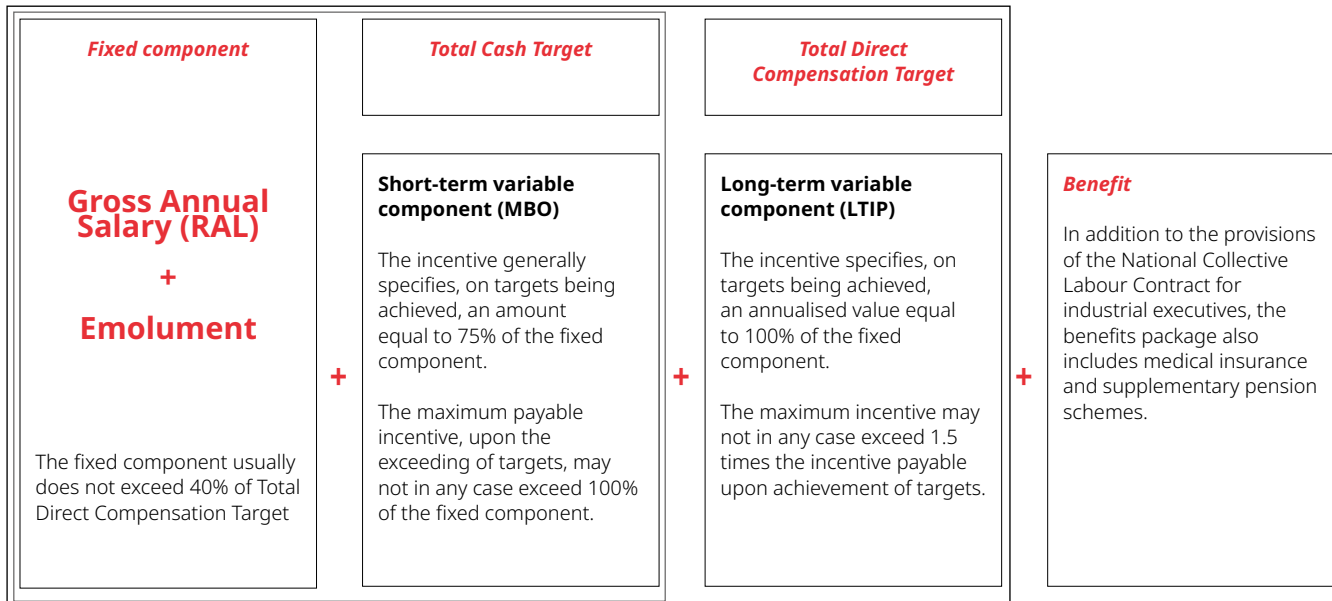 Fixed component
Gross Annual
Salary (RAL)
+
Emolument
The fixed component usually
does not exceed 40% of Total
Direct Compensation Target
+
Total Cash Target
Short-term variable
component (MBO)
The incentive generally
specifies, on targets being
achieved, an amount
equal to 75% of the fixed
component.
The maximum payable
incentive, upon the
exceeding of targets, may
not in any case exceed 100%
of the fixed component.
+
Total Direct
Compensation Target
Long-term variable
component (LTIP)
The incentive specifies, on
targets being achieved,
an annualised value equal
to 100% of the fixed
component.
The maximum incentive may
not in any case exceed 1.5
times the incentive payable
upon achievement of targets.
+
Benefit
In addition to the provisions
of the National Collective
Labour Contract for
industrial executives, the
benefits package also
includes medical insurance
and supplementary pension
schemes.